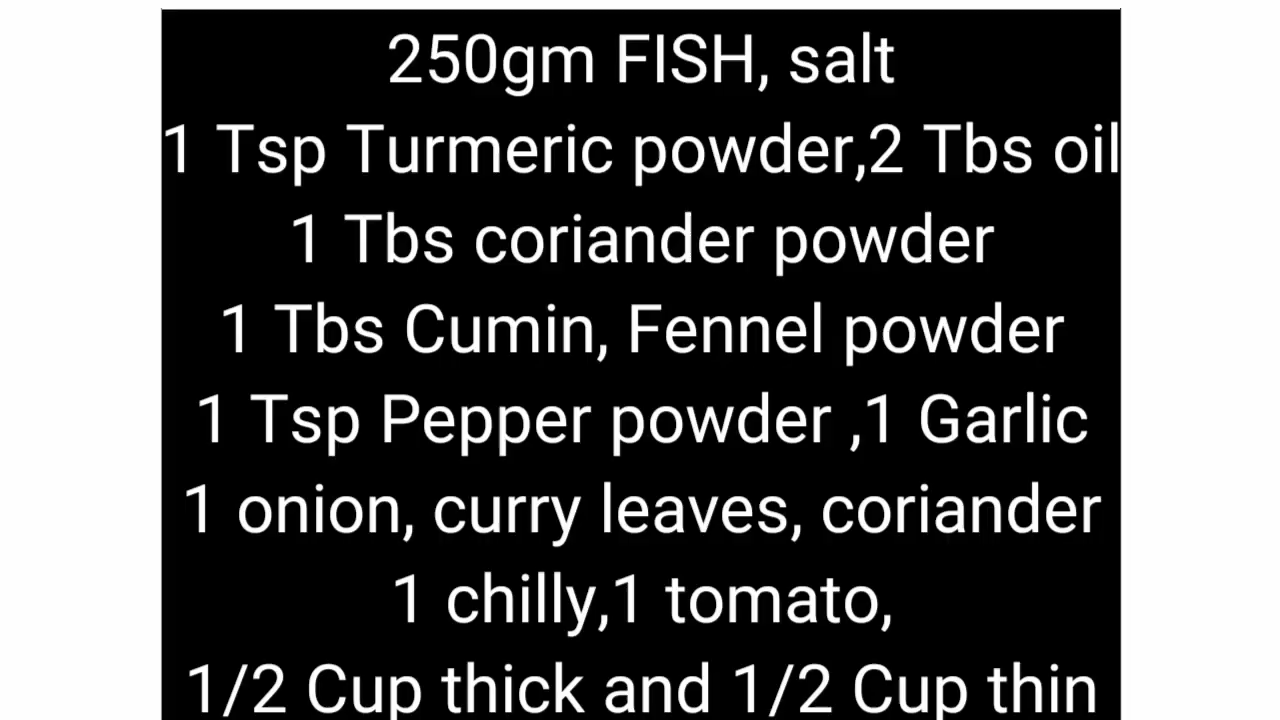 250gm FISH, salt
1 Tsp Turmeric powder,2 Tbs oil
1 Tbs coriander powder
1 Tbs Cumin, Fennel powder
1 Tsp Pepper powder ,1 Garlic
1 onion, curry leaves, coriander
1 chilly,1 tomato,
1/2 Cup thick and 1/2 Cup thin